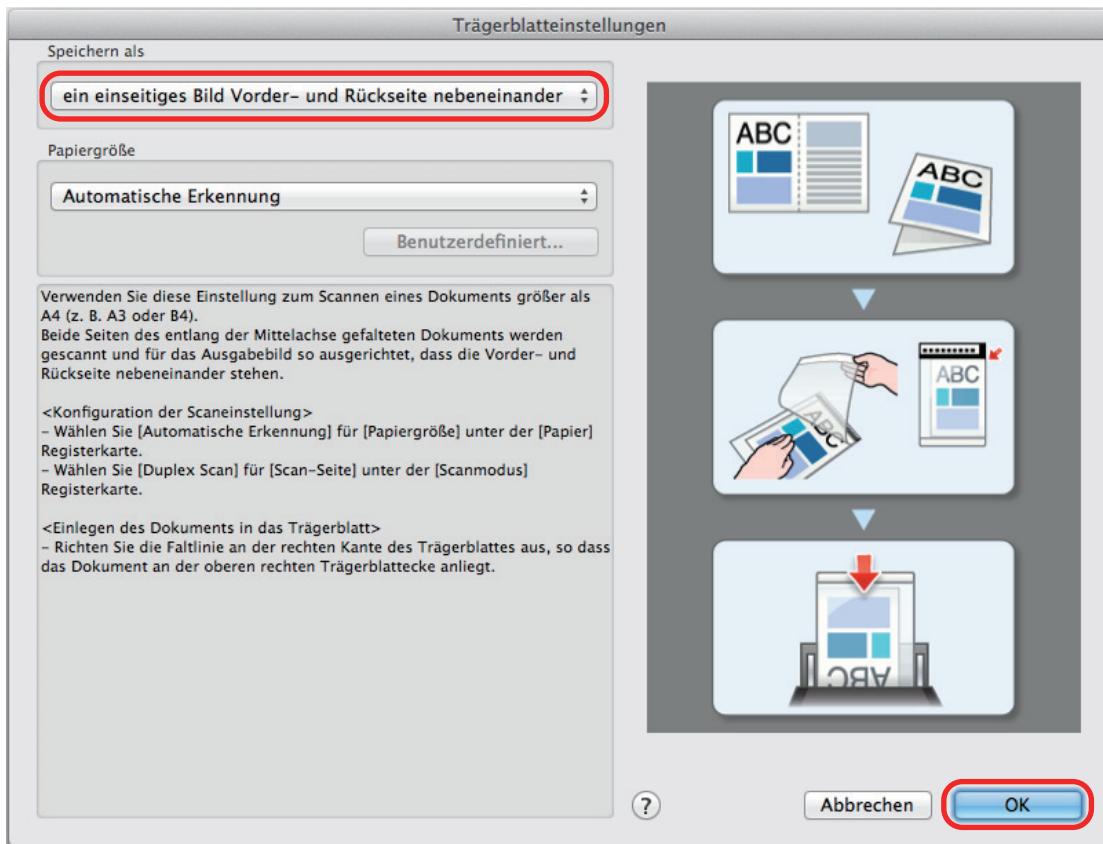 Trägerblatteinstellungen
Speichern als
ein einseitiges Bild Vorder– und Rückseite nebeneinander
Papiergröße
Automatische Erkennung
Benutzerdefiniert...
Verwenden Sie diese Einstellung zum Scannen eines Dokuments größer als
A4 (z. B. A3 oder B4).
Beide Seiten des entlang der Mittelachse gefalteten Dokuments werden
gescannt und für das Ausgabebild so ausgerichtet, dass die Vorder– und
Rückseite nebeneinander stehen.
<Konfiguration der Scaneinstellung>
– Wählen Sie [Automatische Erkennung] für [Papiergröße] unter der [Papier]
Registerkarte.
– Wählen Sie [Duplex Scan] für [Scan–Seite] unter der [Scanmodus]
Registerkarte.
<Einlegen des Dokuments in das Trägerblatt>
– Richten Sie die Faltlinie an der rechten Kante des Trägerblattes aus, so dass
das Dokument an der oberen rechten Trägerblattecke anliegt.
ABC
ABC
ABC
ABC
ABC
?
Abbrechen
OK